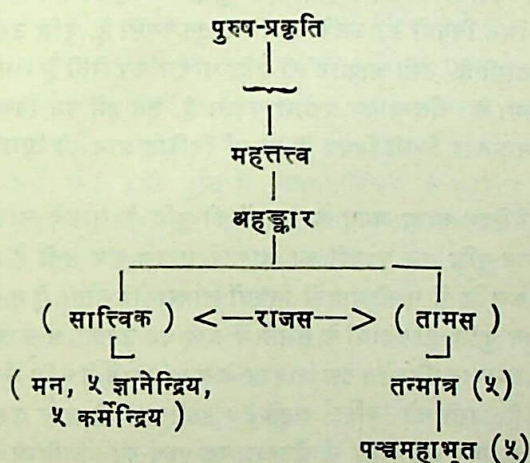 पुरुष-प्रकृति
महत्तत्त्व
अहङ्कार
( सात्त्विक ) <—राजस—> ( तामस )
( मन, ५ ज्ञानेन्द्रिय,
५ कर्मेन्द्रिय )
तन्मात्र (५)
पञ्चमहाभूत (५)